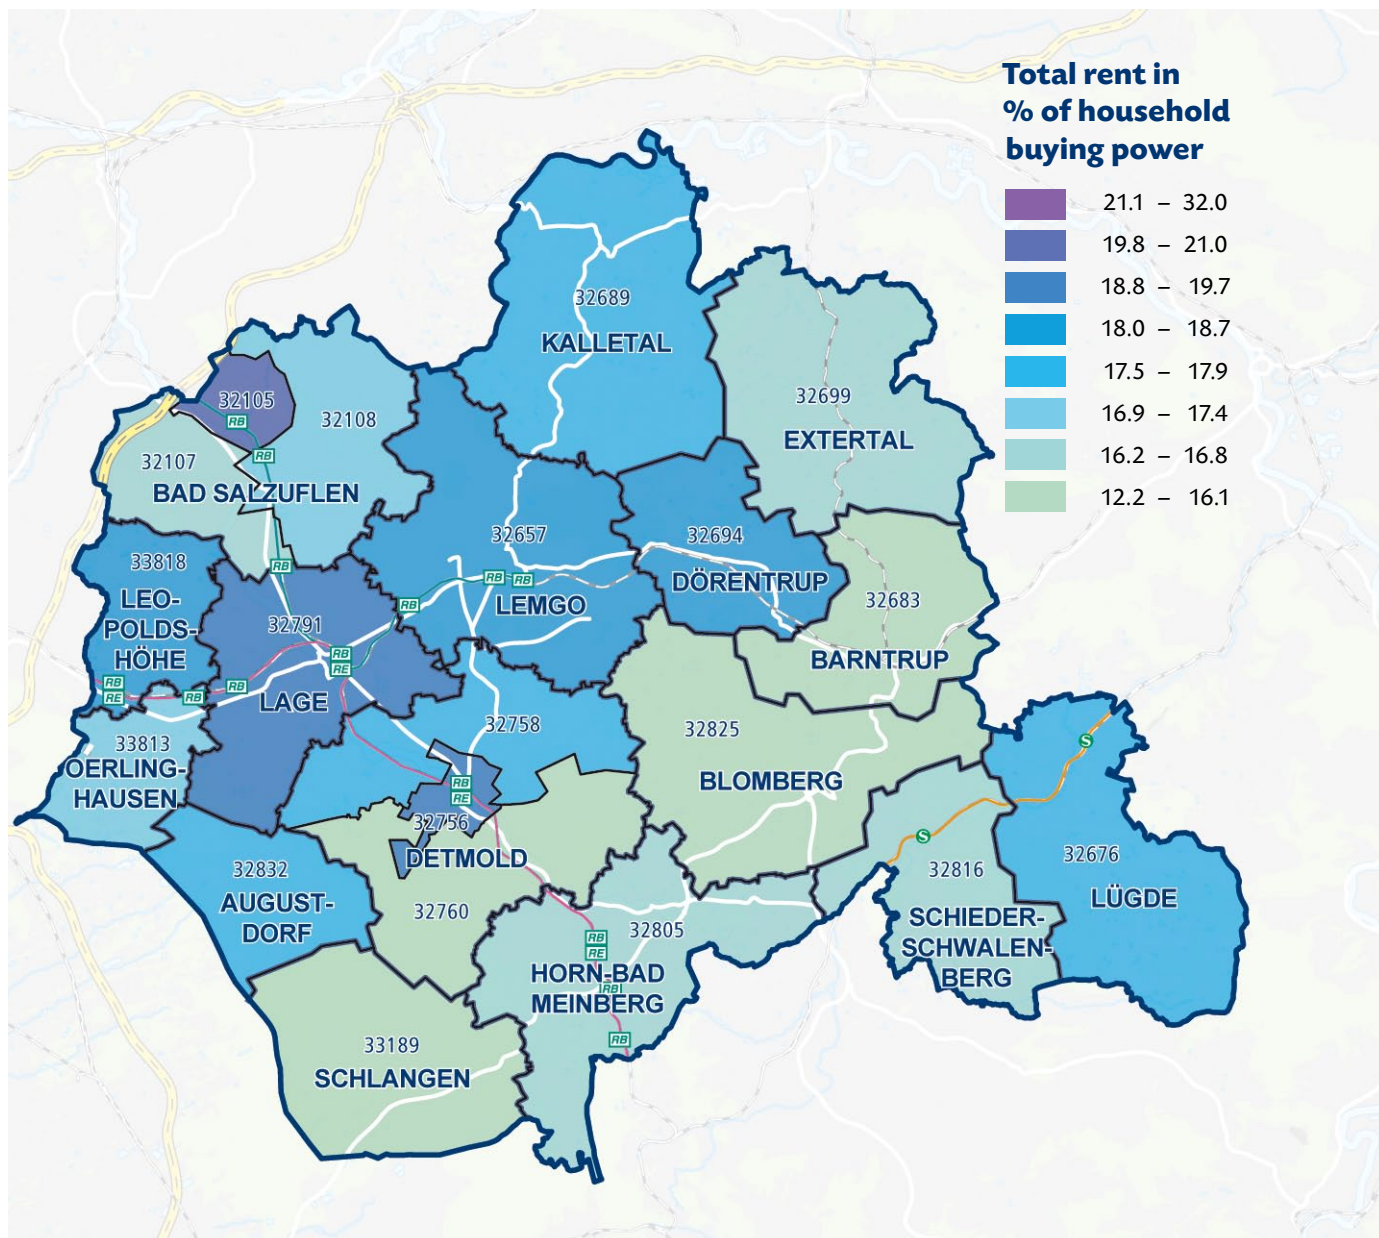 Total rent in
% of household
buying power
21.1 – 32.0
19.8 – 21.0
18.8 – 19.7
18.0 – 18.7
17.5 – 17.9
16.9 – 17.4
16.2 – 16.8
12.2 – 16.1
32689
KALLETAL
32699
EXTERTAL
32105
RB
32108
RB
32107
BAD SALZUFLEN
32657
32694
33818
RB
RB
RB
DÖRENTRUP
32683
LEO-
POLDS-
HÖHE
RB
LEMGO
32791
RB
RE
BARNTRUP
RB
RE
RB
RB
LAGE
32758
32825
33813
OERLING-
HAUSEN
S
BLOMBERG
RB
RE
32756
S
DETMOLD
32832
AUGUST-
DORF
32760
32816
SCHIEDER-
SCHWALEN-
BERG
32676
LÜGDE
32805
RB
RE
HORN-BAD
MEINBERG
RB
RB
33189
SCHLANGEN